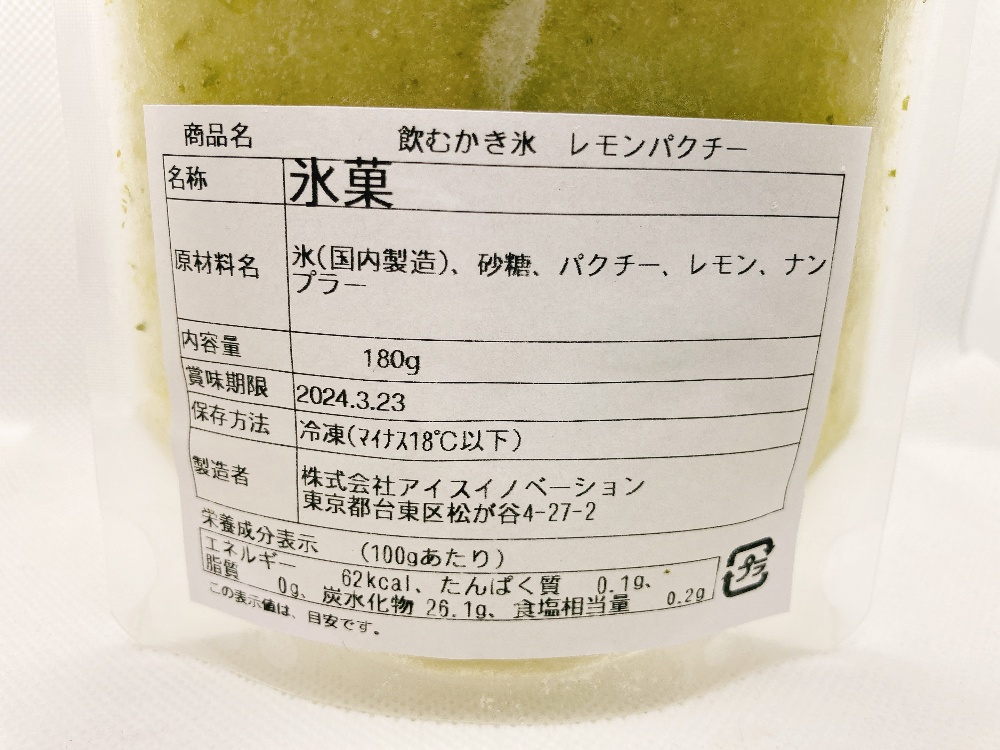 商品名 飲むかき氷 レモンパクチー
名称 氷菓
原材料名 氷(国内製造)、砂糖、パクチー、レモン、ナン
プラー
内容量 180g
賞味期限 2024.3.23
保存方法 冷凍(マイナス18℃以下)
製造者 株式会社アイスイノベーション
東京都台東区松が谷4-27-2
栄養成分表示 (100gあたり)
エネルギー 62kcal、たんぱく質 0.1g、
脂質 0g、炭水化物 26.1g、食塩相当量 0.2g
この表示値は、目安です。
プラ